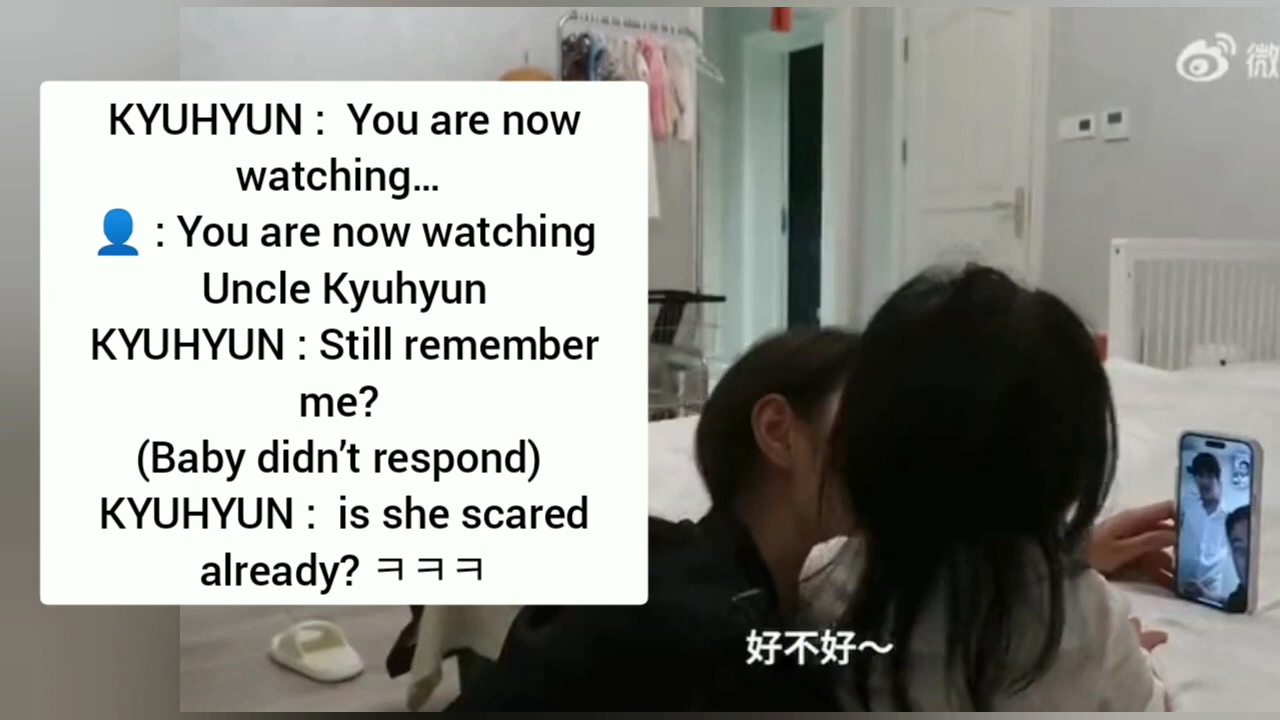 KYUHYUN : You are now
watching...
👤 : You are now watching
Uncle Kyuhyun
KYUHYUN : Still remember
me?
(Baby didn't respond)
KYUHYUN : is she scared
already? ㅋㅋㅋ
微
好不好～